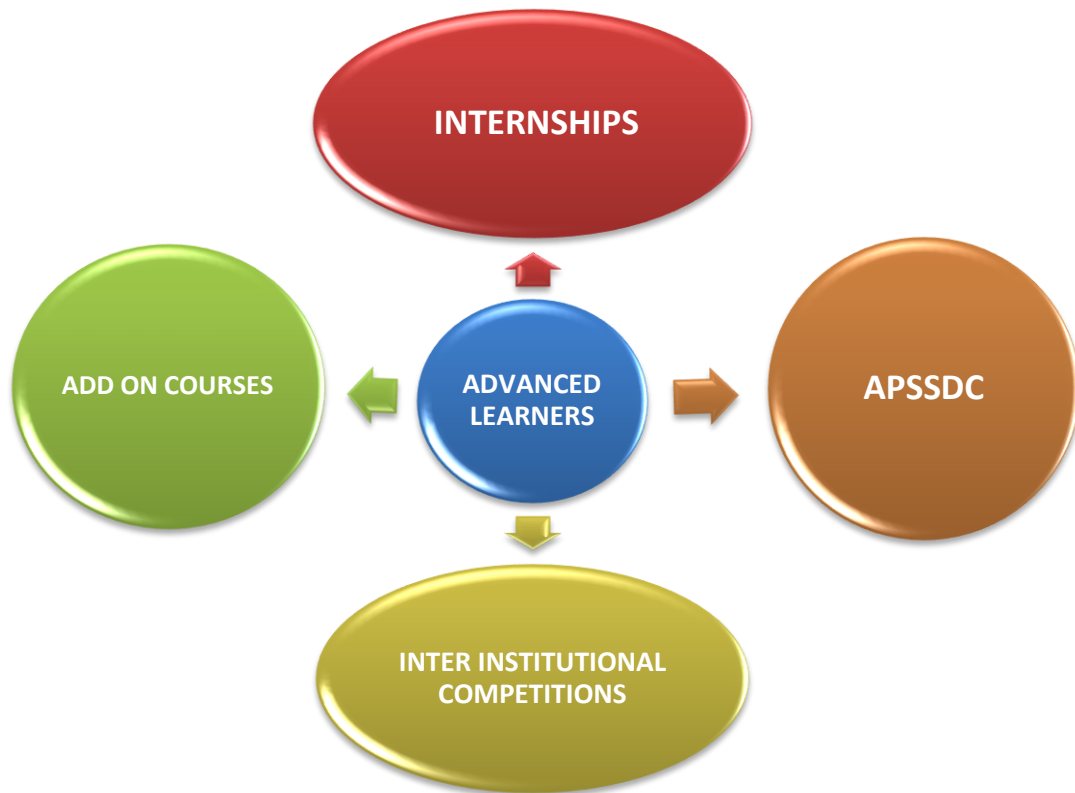 INTERNSHIPS
ADD ON COURSES
ADVANCED
LEARNERS
APSSDC
INTER INSTITUTIONAL
COMPETITIONS